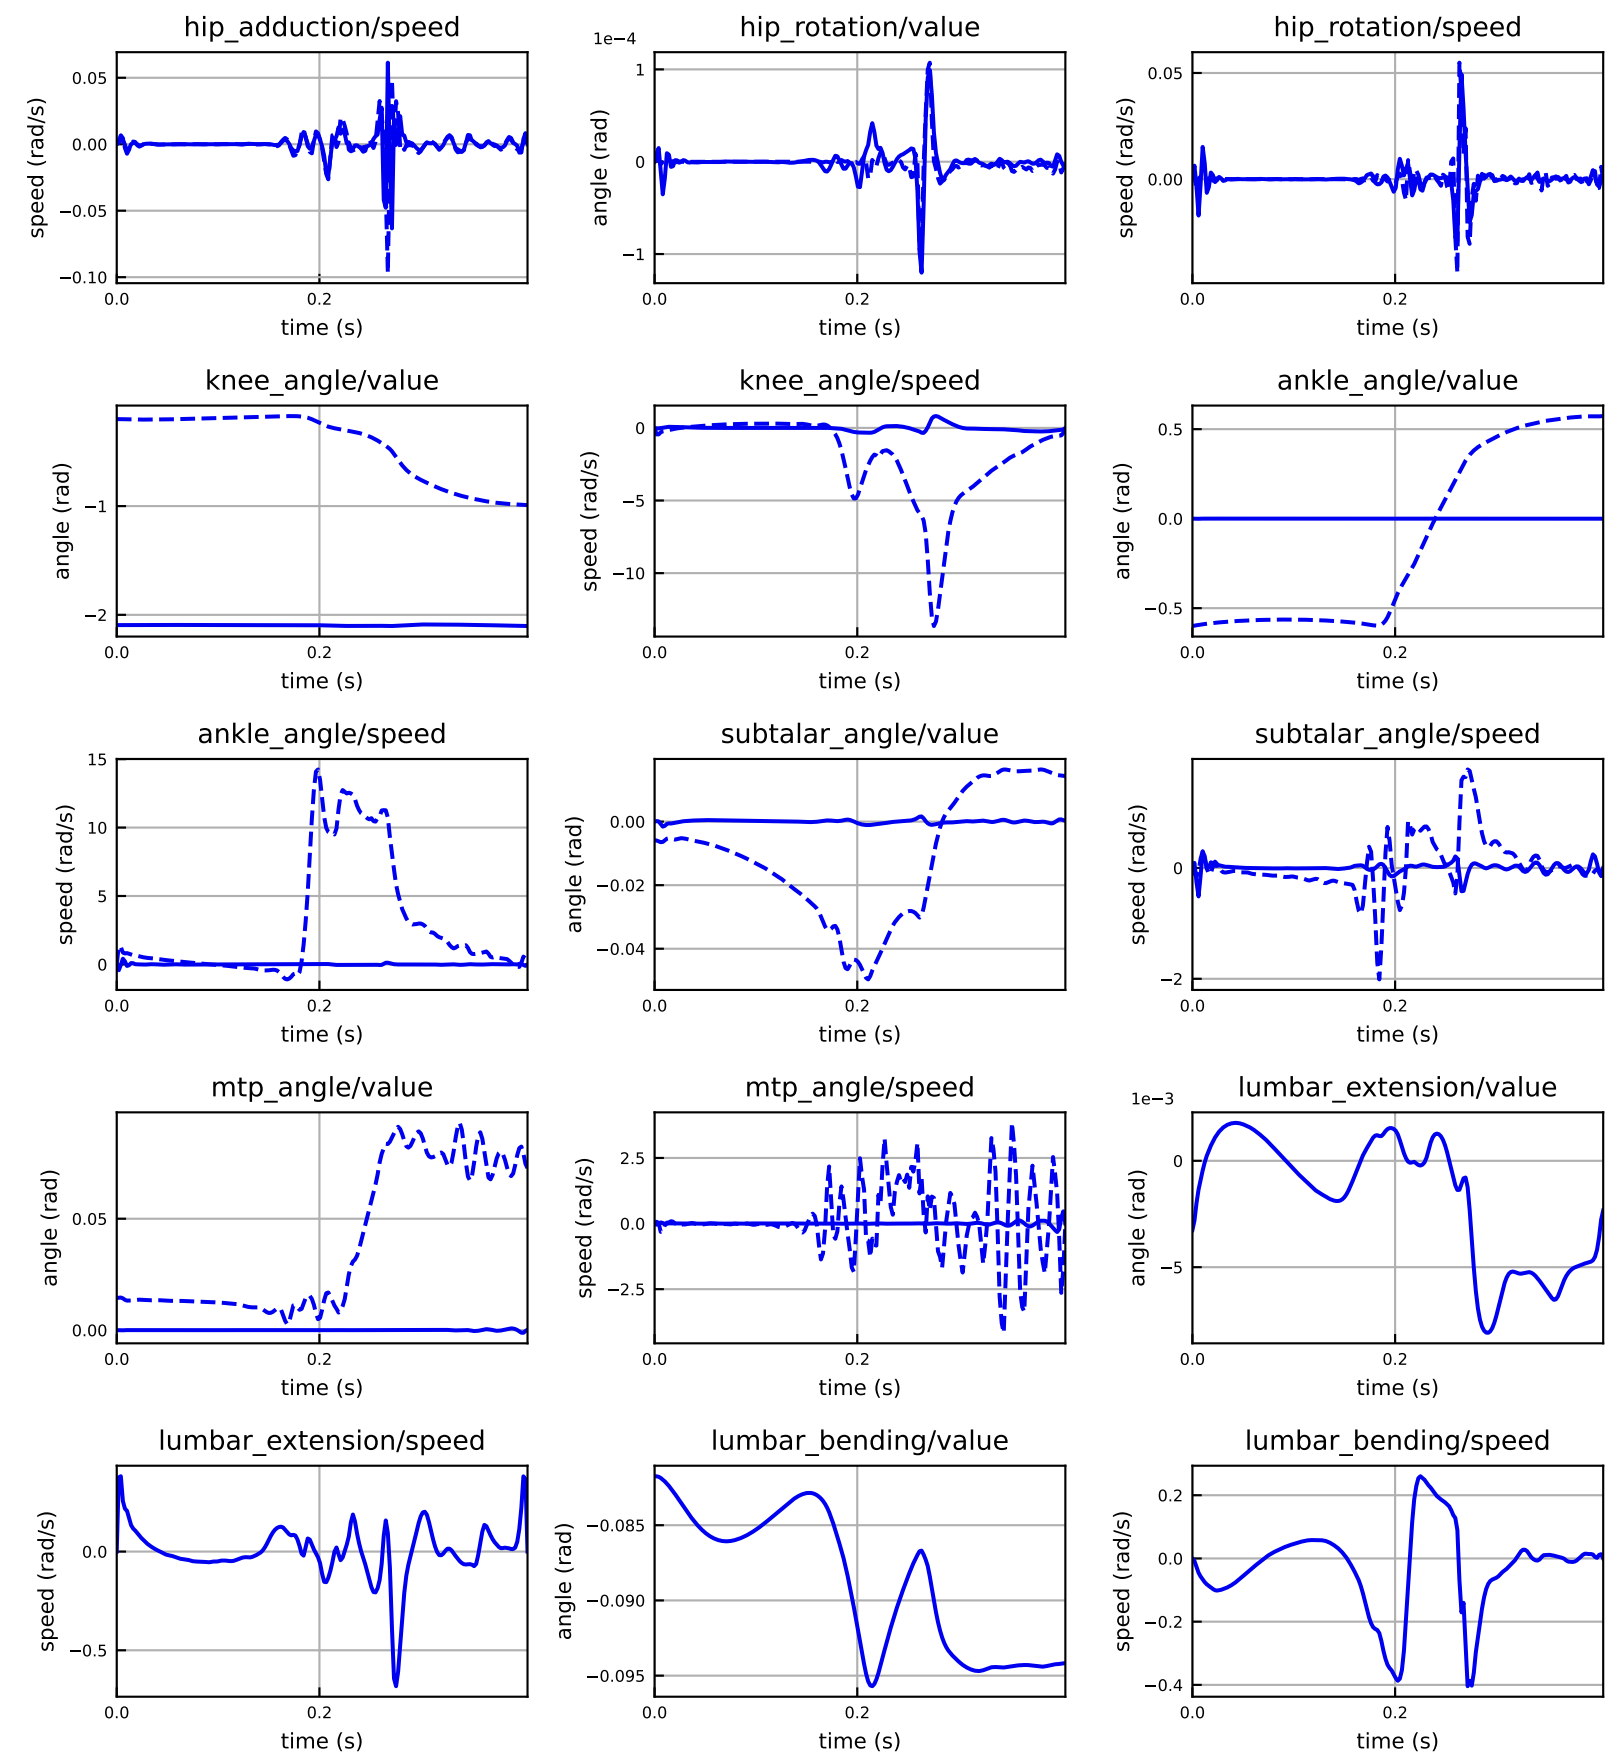 hip_adduction/speed
speed (rad/s)
0.05
0.00
−0.05
−0.10
0.0
0.2
time (s)
hip_rotation/value
1e−4
angle (rad)
1
0
−1
0.0
0.2
time (s)
hip_rotation/speed
speed (rad/s)
0.05
0.00
0.0
0.2
time (s)
knee_angle/value
angle (rad)
−1
−2
0.0
0.2
time (s)
knee_angle/speed
speed (rad/s)
0
−5
−10
0.0
0.2
time (s)
ankle_angle/value
angle (rad)
0.5
0.0
−0.5
0.0
0.2
time (s)
ankle_angle/speed
speed (rad/s)
15
10
5
0
0.0
0.2
time (s)
subtalar_angle/value
angle (rad)
0.00
−0.02
−0.04
0.0
0.2
time (s)
subtalar_angle/speed
speed (rad/s)
0
−2
0.0
0.2
time (s)
mtp_angle/value
angle (rad)
0.05
0.00
0.0
0.2
time (s)
mtp_angle/speed
speed (rad/s)
2.5
0.0
−2.5
0.0
0.2
time (s)
lumbar_extension/value
1e−3
angle (rad)
0
−5
0.0
0.2
time (s)
lumbar_extension/speed
speed (rad/s)
0.0
−0.5
0.0
0.2
time (s)
lumbar_bending/value
angle (rad)
−0.085
−0.090
−0.095
0.0
0.2
time (s)
lumbar_bending/speed
speed (rad/s)
0.2
0.0
−0.2
−0.4
0.0
0.2
time (s)